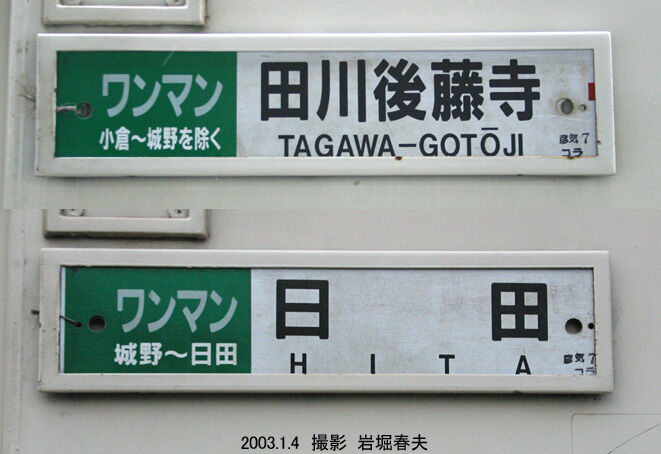 ワンマン
小倉～城野を除く
田川後藤寺
TAGAWA-GOTŌJI
彦気7
コラ
ワンマン
城野～日田
日田
HITA
彦気7
コラ
2003.1.4 撮影 岩堀春夫